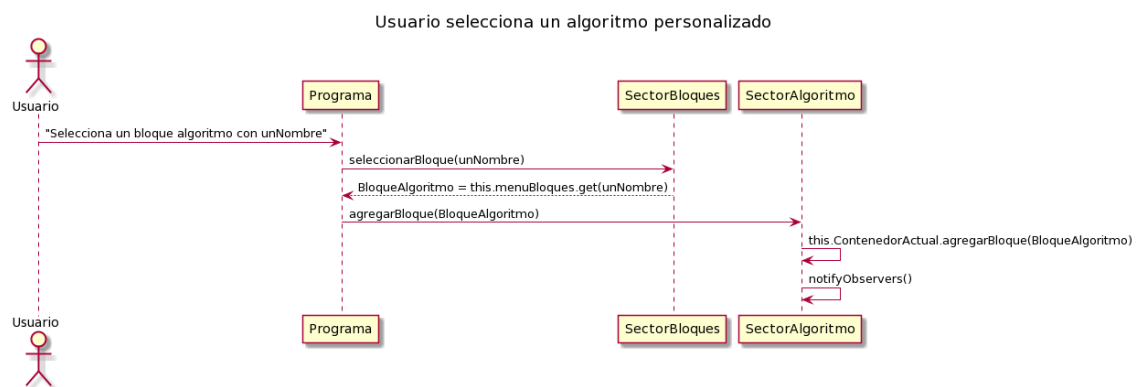 Usuario selecciona un algoritmo personalizado
Usuario
Programa
SectorBloques
SectorAlgoritmo
"Selecciona un bloque algoritmo con unNombre"
seleccionarBloque(unNombre)
BloqueAlgoritmo = this.menuBloques.get(unNombre)
agregarBloque(BloqueAlgoritmo)
this.ContenedorActual.agregarBloque(BloqueAlgoritmo)
notifyObservers()
Usuario
Programa
SectorBloques
SectorAlgoritmo